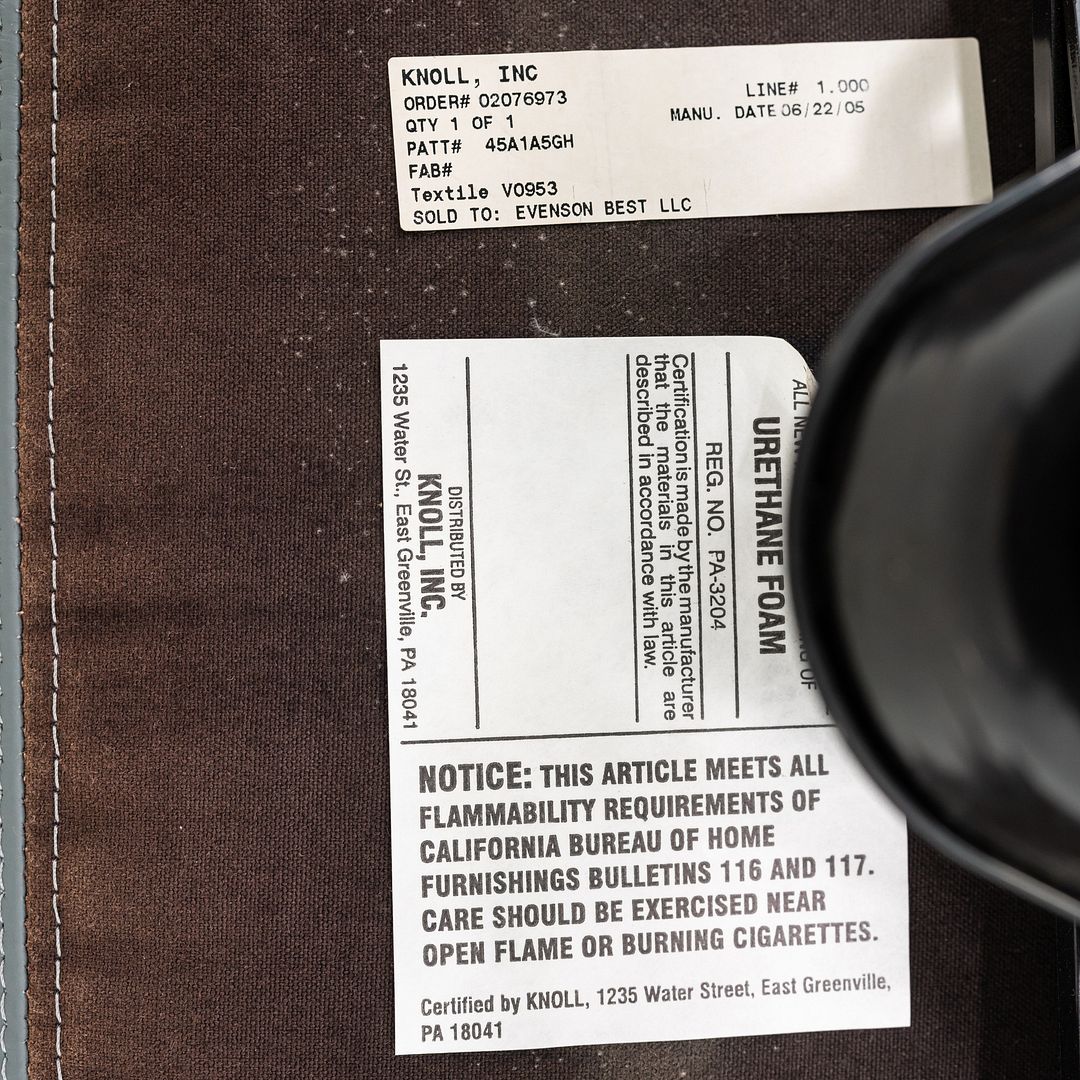 KNOLL, INC
ORDER# 02076973
QTY 1 OF 1
PATT# 45A1A5GH
FAB#
Textile V0953
SOLD TO: EVENSON BEST LLC
LINE# 1.000
MANU. DATE 06/22/05
ALL
OF
URETHANE FOAM
REG. NO. PA-3204
Certification is made by the manufacturer
that the materials in this article are
described in accordance with law.
DISTRIBUTED BY
KNOLL, INC.
1235 Water St., East Greenville, PA 18041
NOTICE: THIS ARTICLE MEETS ALL
FLAMMABILITY REQUIREMENTS OF
CALIFORNIA BUREAU OF HOME
FURNISHINGS BULLETINS 116 AND 117.
CARE SHOULD BE EXERCISED NEAR
OPEN FLAME OR BURNING CIGARETTES.
Certified by KNOLL, 1235 Water Street, East Greenville,
PA 18041